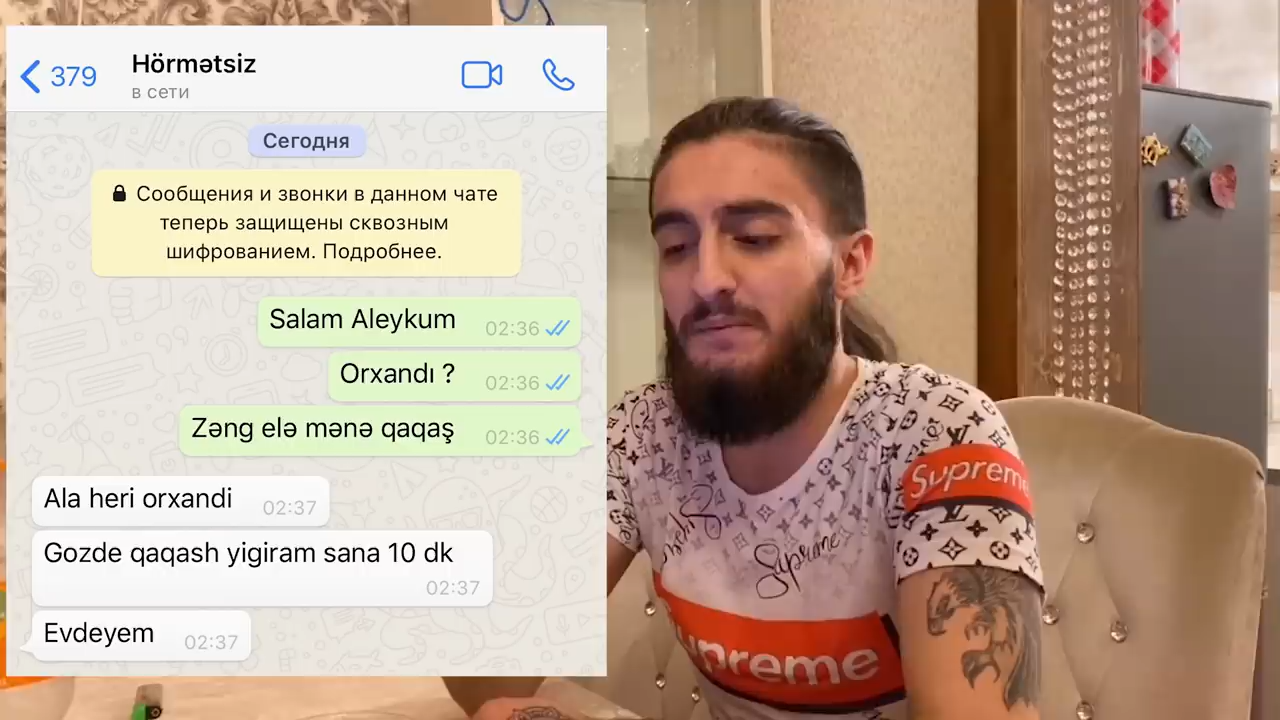 379
Hörmətsiz
в сети
Сегодня
Сообщения и звонки в данном чате
теперь защищены сквозным
шифрованием. Подробнее.
Salam Aleykum 02:36
Orxandı ? 02:36
Zəng elə mənə qaqaş 02:36
Ala heri orxandi 02:37
Gozde qaqash yigiram sana 10 dk
02:37
Evdeyem 02:37
Supreme
Supreme
Supreme